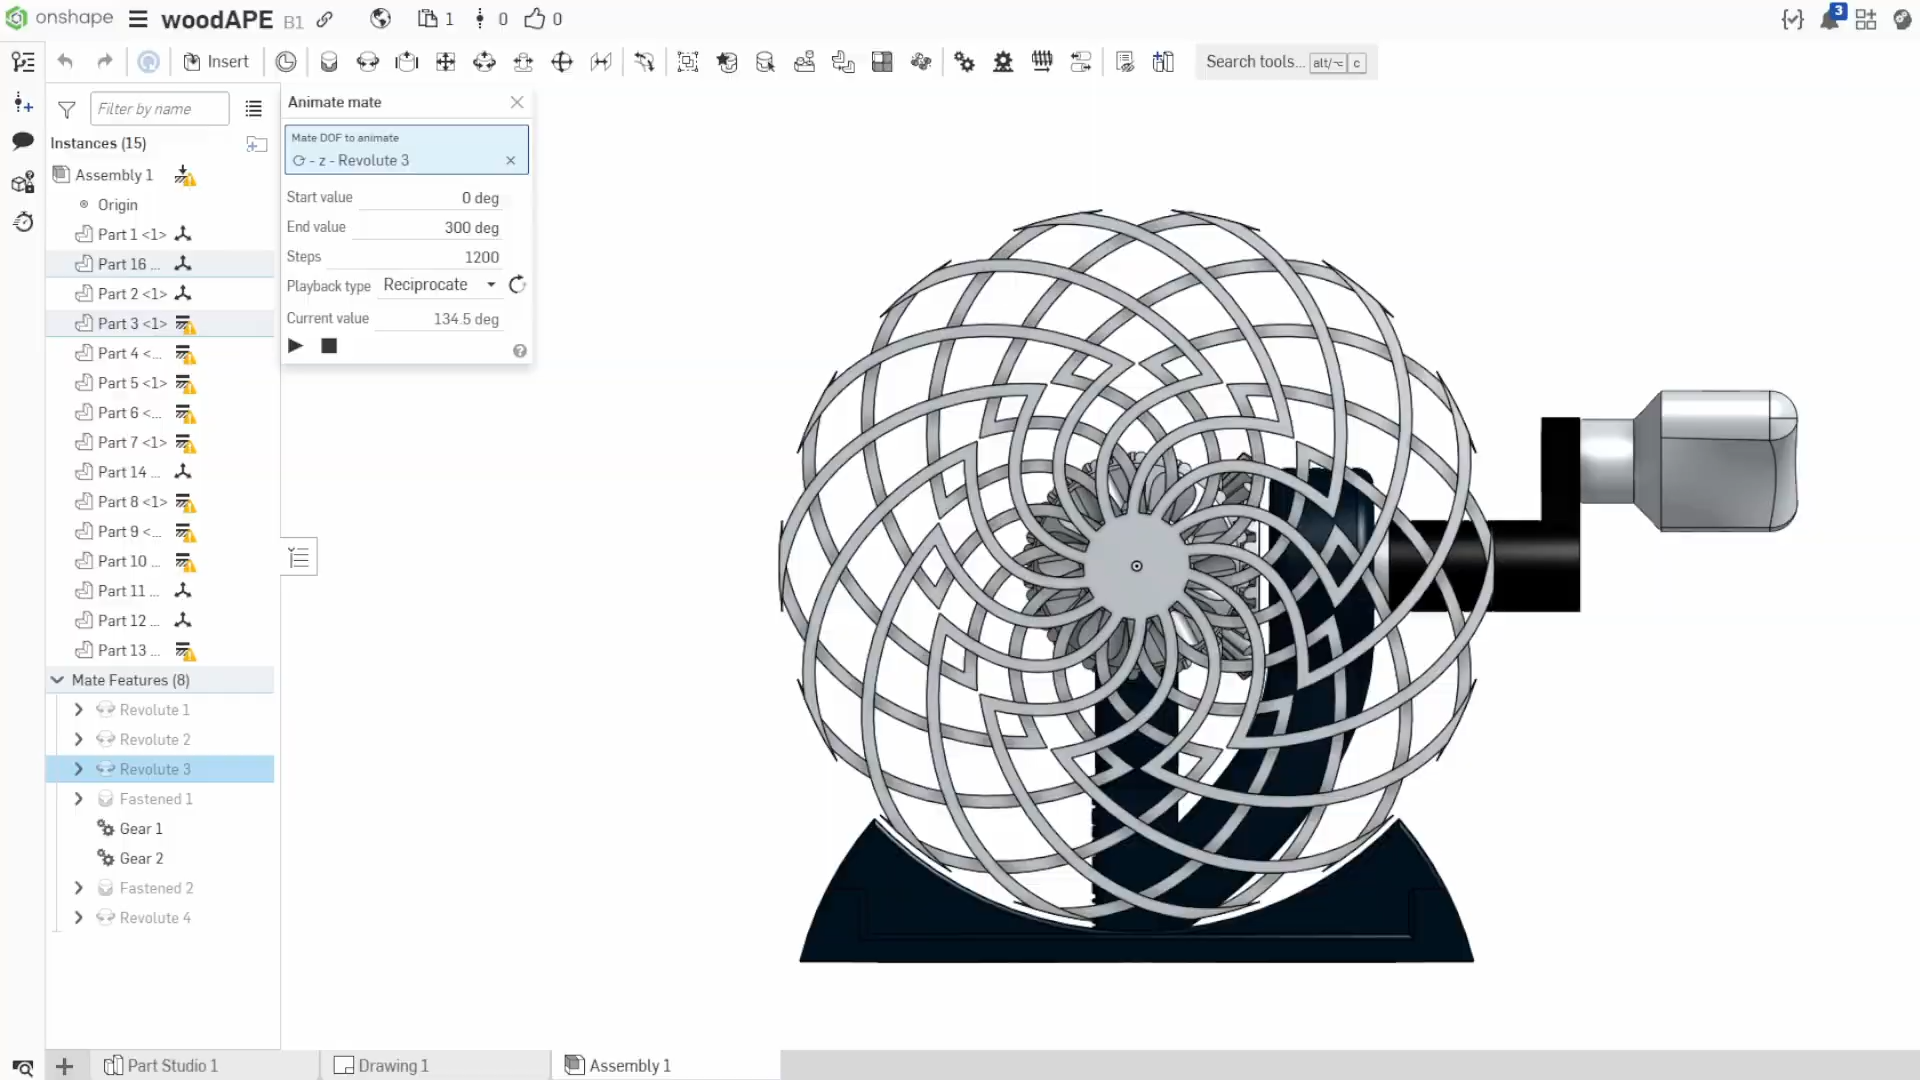 onshape woodAPE B1 1 0 0 3
Insert Search tools... alt/⌥ c
Filter by name
Instances (15)
Assembly 1
Origin
Part 1 <1>
Part 16 ...
Part 2 <1>
Part 3 <1>
Part 4 <...
Part 5 <1>
Part 6 <...
Part 7 <1>
Part 14 ...
Part 8 <1>
Part 9 <...
Part 10 ...
Part 11 ...
Part 12 ...
Part 13 ...
Mate Features (8)
Revolute 1
Revolute 2
Revolute 3
Fastened 1
Gear 1
Gear 2
Fastened 2
Revolute 4
Animate mate
Mate DOF to animate
- z - Revolute 3
Start value 0 deg
End value 300 deg
Steps 1200
Playback type Reciprocate
Current value 134.5 deg
Part Studio 1
Drawing 1
Assembly 1